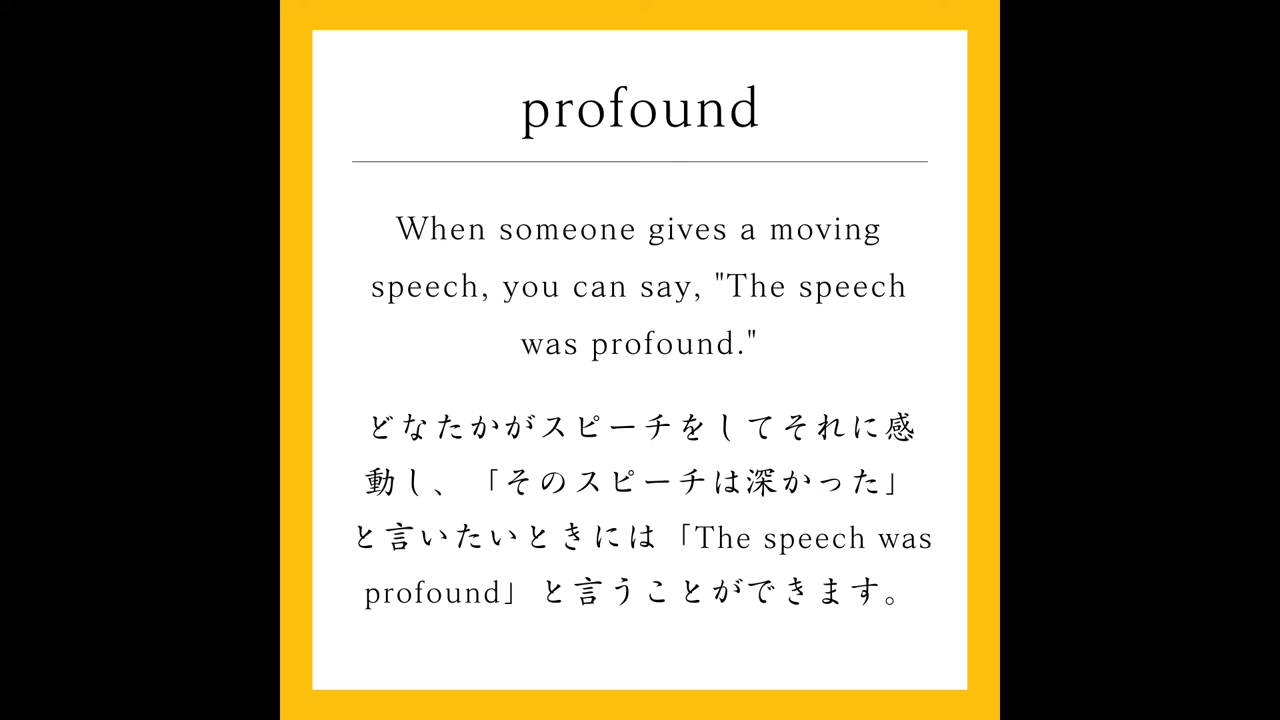 profound
When someone gives a moving
speech, you can say, "The speech
was profound."
どなたかがスピーチをしてそれに感
動し、「そのスピーチは深かった」
と言いたいときには「The speech was
profound」と言うことができます。